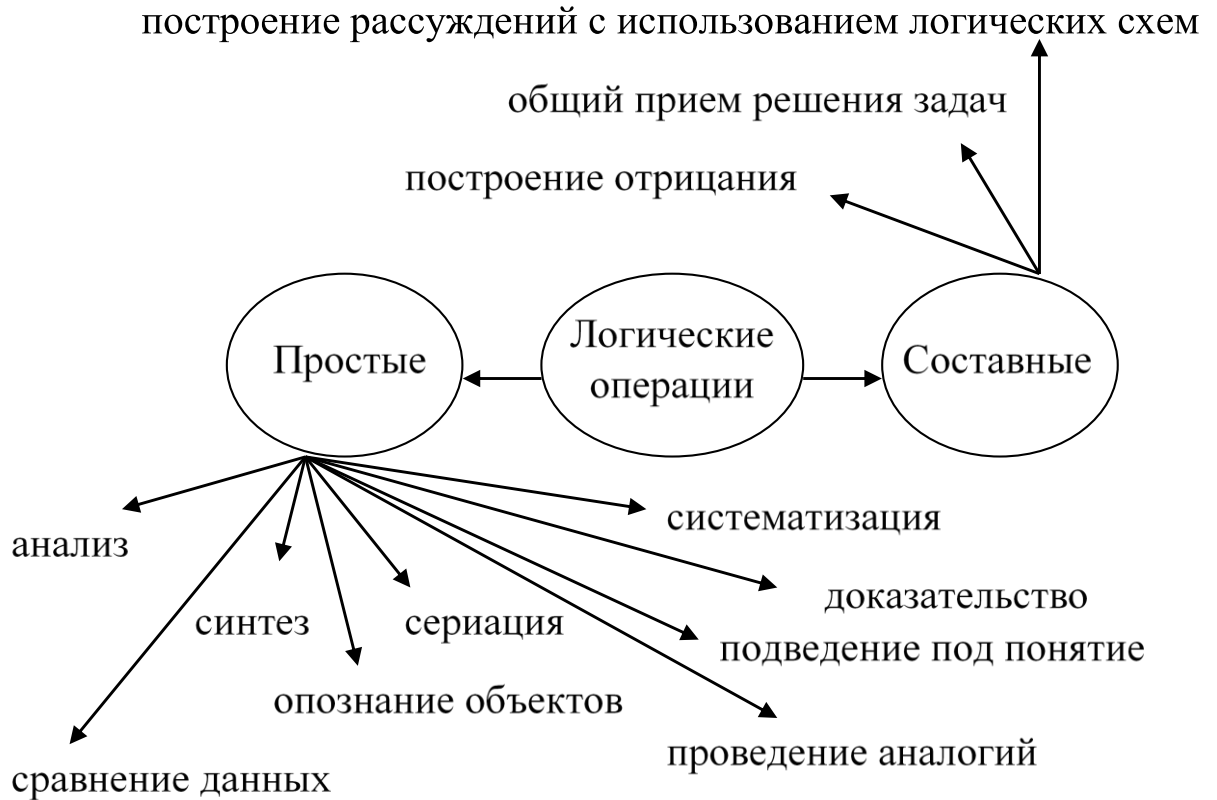 построение рассуждений с использованием логических схем
общий прием решения задач
построение отрицания
Простые
Логические
операции
Составные
анализ
систематизация
синтез
сериация
доказательство
подведение под понятие
опознание объектов
проведение аналогий
сравнение данных